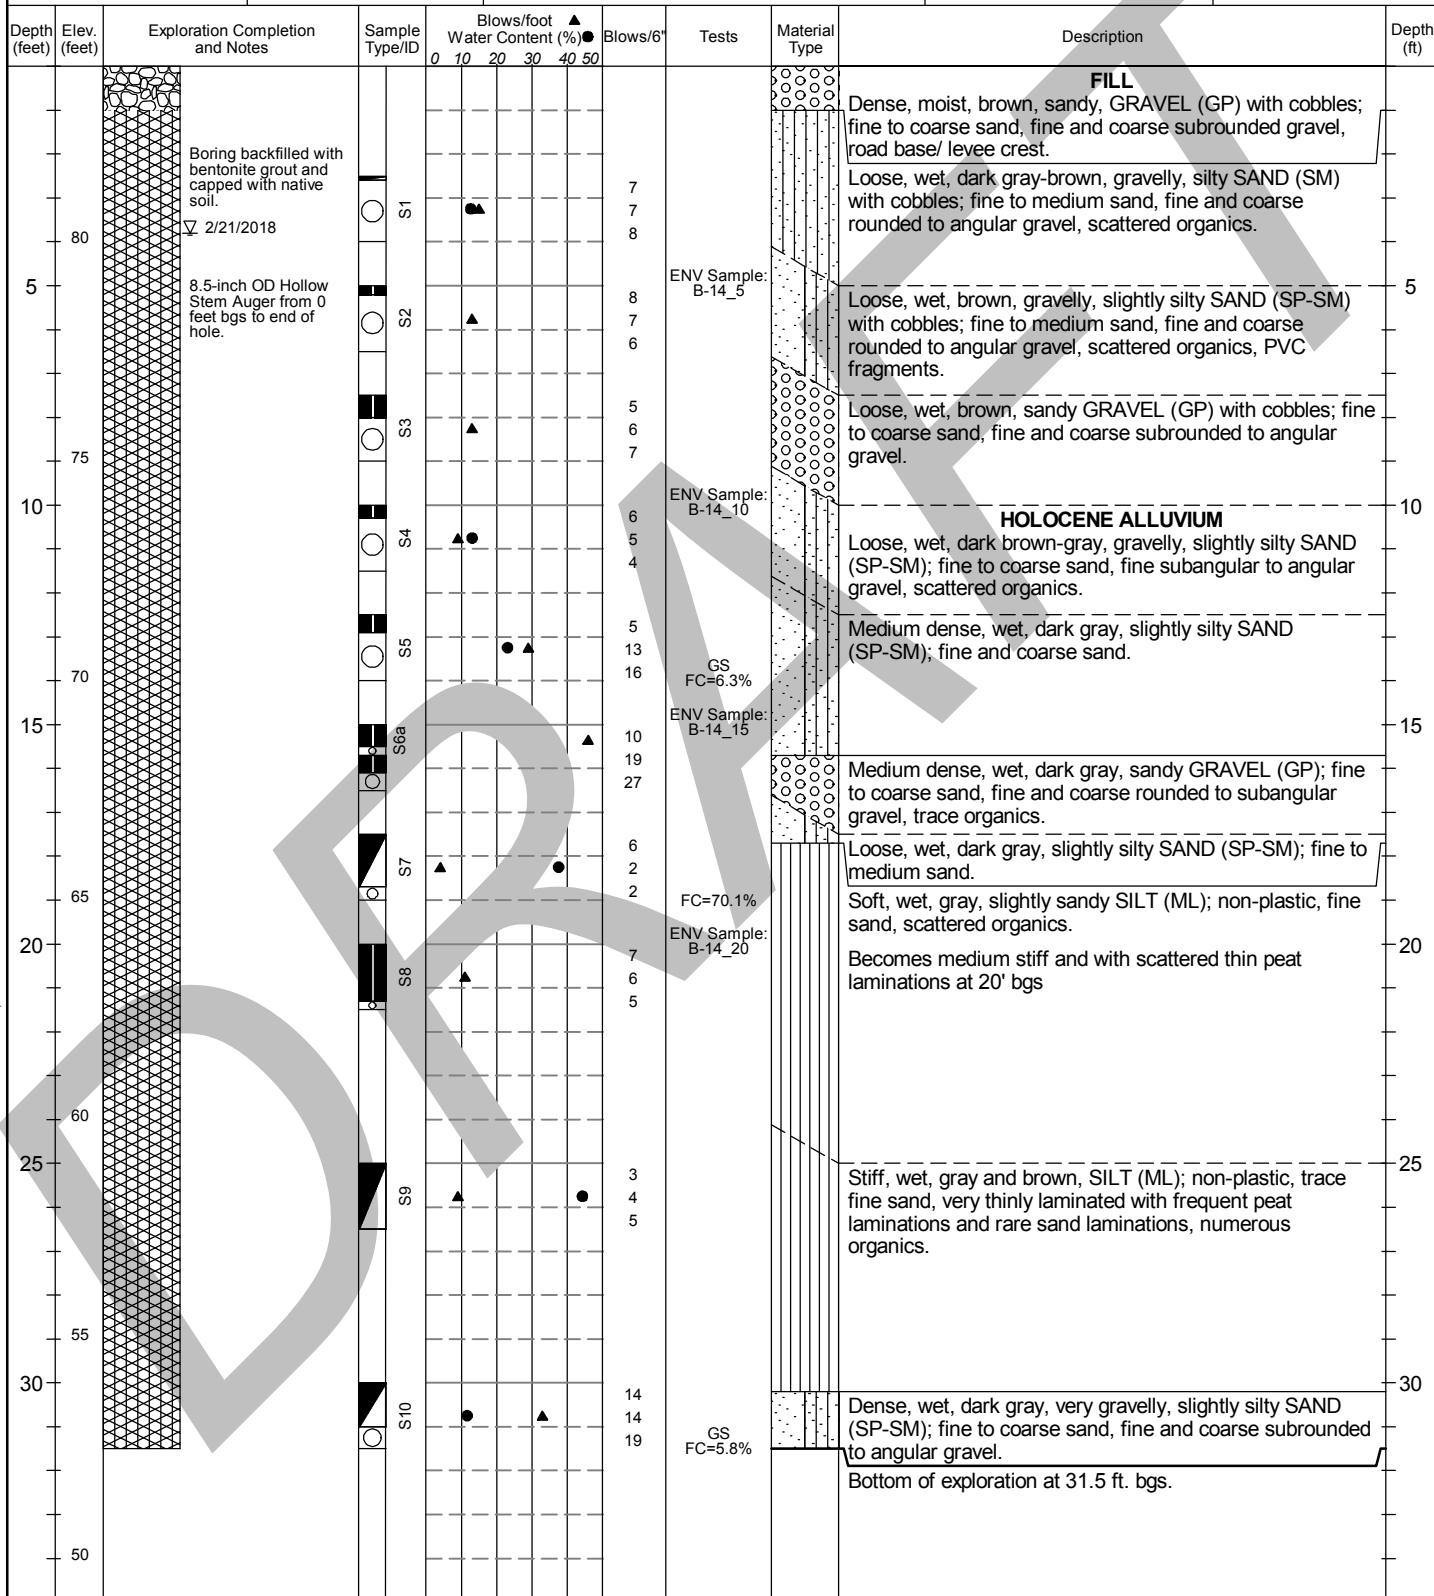 Depth
(feet)
Elev.
(feet)
Exploration Completion
and Notes
Sample
Type/ID
Blows/foot ▲
Water Content (%)●
0 10 20 30 40 50
Blows/6"
Tests
Material
Type
Description
Depth
(ft)
FILL
Dense, moist, brown, sandy, GRAVEL (GP) with cobbles;
fine to coarse sand, fine and coarse subrounded gravel,
road base/ levee crest.
Boring backfilled with
bentonite grout and
capped with native
soil.
2/21/2018
S1
7
7
8
Loose, wet, dark gray-brown, gravelly, silty SAND (SM)
with cobbles; fine to medium sand, fine and coarse
rounded to angular gravel, scattered organics.
80
5
8.5-inch OD Hollow
Stem Auger from 0
feet bgs to end of
hole.
S2
8
7
6
ENV Sample:
B-14_5
Loose, wet, brown, gravelly, slightly silty SAND (SP-SM)
with cobbles; fine to medium sand, fine and coarse
rounded to angular gravel, scattered organics, PVC
fragments.
5
S3
5
6
7
Loose, wet, brown, sandy GRAVEL (GP) with cobbles; fine
to coarse sand, fine and coarse subrounded to angular
gravel.
75
10
S4
6
5
4
ENV Sample:
B-14_10
HOLOCENE ALLUVIUM
Loose, wet, dark brown-gray, gravelly, slightly silty SAND
(SP-SM); fine to coarse sand, fine subangular to angular
gravel, scattered organics.
10
S5
5
13
16
GS
FC=6.3%
Medium dense, wet, dark gray, slightly silty SAND
(SP-SM); fine and coarse sand.
70
15
S6a
10
19
27
ENV Sample:
B-14_15
15
Medium dense, wet, dark gray, sandy GRAVEL (GP); fine
to coarse sand, fine and coarse rounded to subangular
gravel, trace organics.
S7
6
2
2
FC=70.1%
Loose, wet, dark gray, slightly silty SAND (SP-SM); fine to
medium sand.
65
Soft, wet, gray, slightly sandy SILT (ML); non-plastic, fine
sand, scattered organics.
20
S8
7
6
5
ENV Sample:
B-14_20
Becomes medium stiff and with scattered thin peat
laminations at 20' bgs
20
60
25
S9
3
4
5
Stiff, wet, gray and brown, SILT (ML); non-plastic, trace
fine sand, very thinly laminated with frequent peat
laminations and rare sand laminations, numerous
organics.
25
55
30
S10
14
14
19
GS
FC=5.8%
Dense, wet, dark gray, very gravelly, slightly silty SAND
(SP-SM); fine to coarse sand, fine and coarse subrounded
to angular gravel.
30
Bottom of exploration at 31.5 ft. bgs.
50
DRAFT